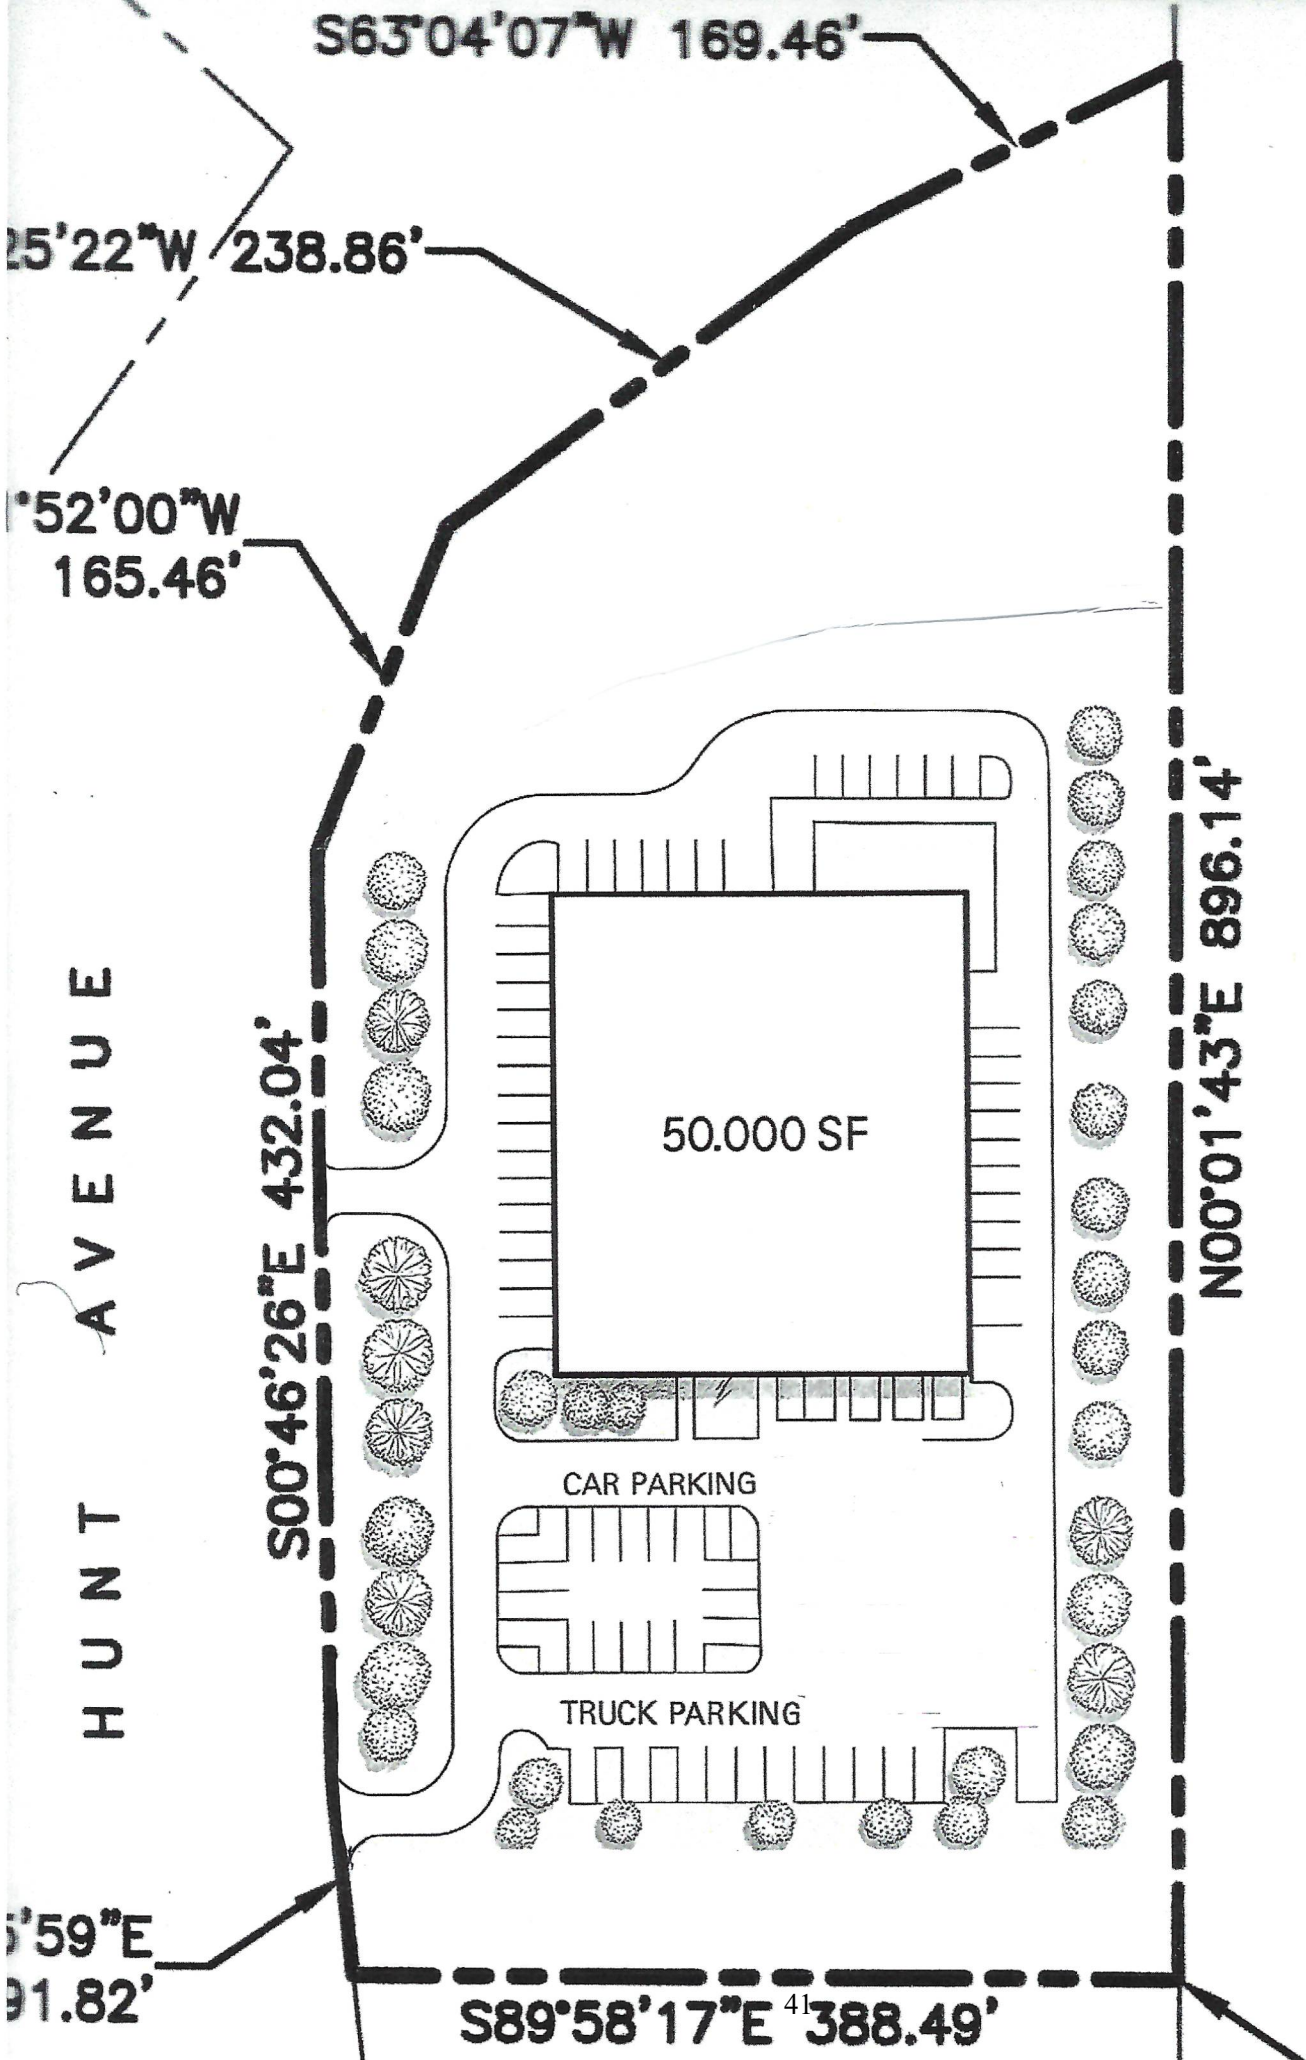 S63°04'07"W 169.46'
25'22"W 238.86'
°52'00"W
165.46'
HUNT AVENUE
S00°46'26"E 432.04'
N00°01'43"E 896.14'
50.000 SF
CAR PARKING
TRUCK PARKING
'59"E
91.82'
S89°58'17"E 388.49'
41